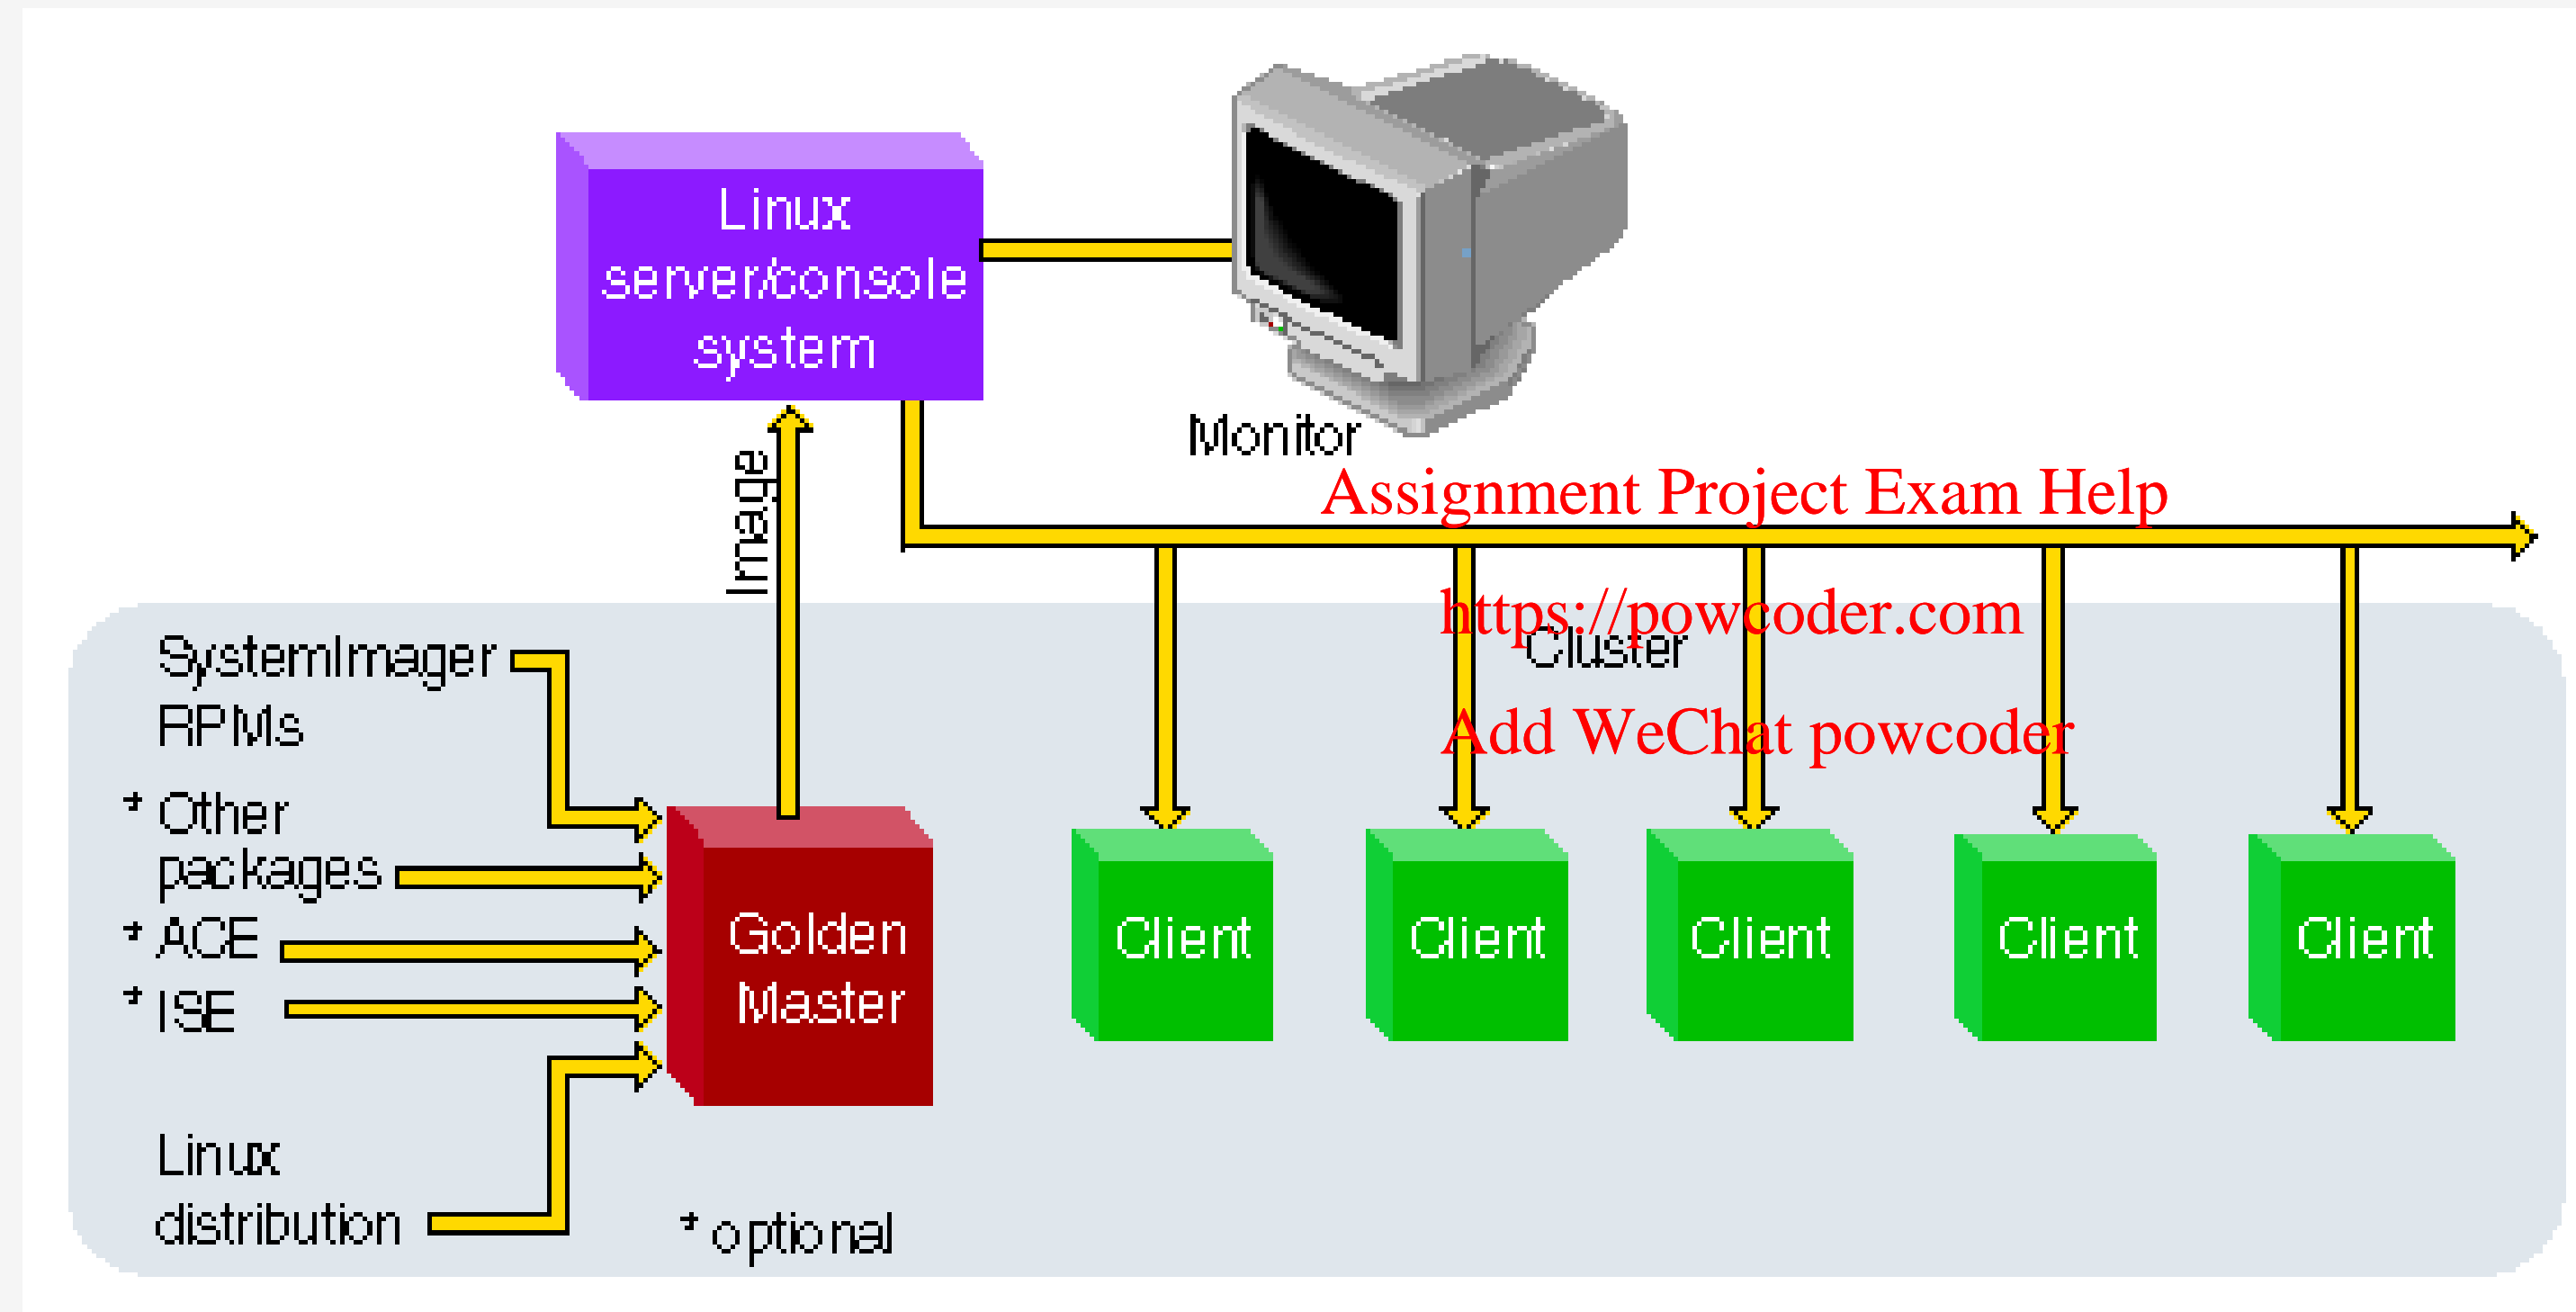 Linux
server/console
system
Monitor
Image
Assignment Project Exam Help
https://powcoder.com
Cluster
Add WeChat powcoder
SystemImager
RPMs
* Other
packages
* ACE
* ISE
Linux
distribution
* optional
Golden
Master
Client
Client
Client
Client
Client